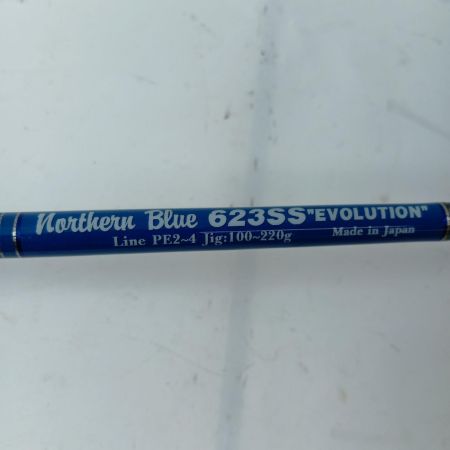 Northern Blue 623SS "EVOLUTION"
Line PE2~4 Jig:100~220g Made in Japan